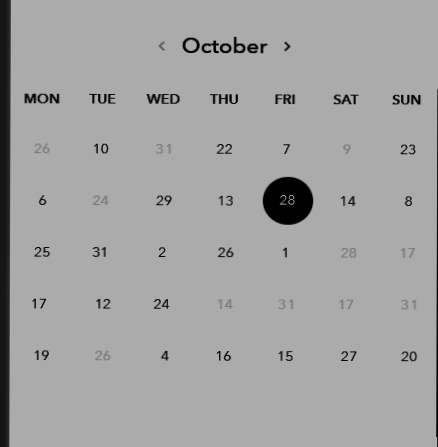 < October >
MON TUE WED THU FRI SAT SUN
26 10 31 22 7 9 23
6 24 29 13 28 14 8
25 31 2 26 1 28 17
17 12 24 14 31 17 31
19 26 4 16 15 27 20